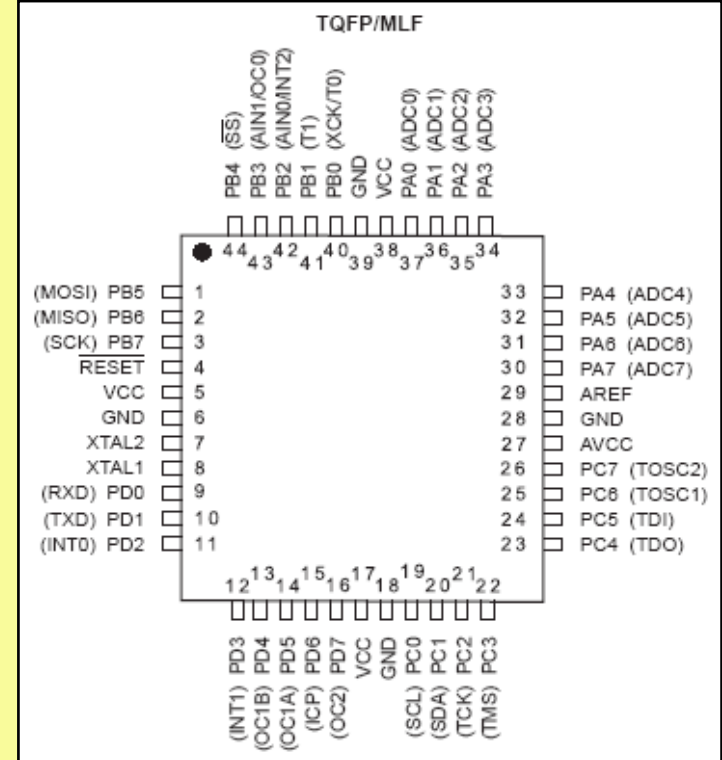 TQFP/MLF
PB4 (SS)
PB3 (AIN1/OC0)
PB2 (AIN0/INT2)
PB1 (T1)
PB0 (XCK/T0)
GND
VCC
PA0 (ADC0)
PA1 (ADC1)
PA2 (ADC2)
PA3 (ADC3)
44 43 42 41 40 39 38 37 36 35 34
(MOSI) PB5 1
(MISO) PB6 2
(SCK) PB7 3
RESET 4
VCC 5
GND 6
XTAL2 7
XTAL1 8
(RXD) PD0 9
(TXD) PD1 10
(INT0) PD2 11
33 PA4 (ADC4)
32 PA5 (ADC5)
31 PA6 (ADC6)
30 PA7 (ADC7)
29 AREF
28 GND
27 AVCC
26 PC7 (TOSC2)
25 PC6 (TOSC1)
24 PC5 (TDI)
23 PC4 (TDO)
12 13 14 15 16 17 18 19 20 21 22
(INT1) PD3
(OC1B) PD4
(OC1A) PD5
(ICP) PD6
(OC2) PD7
VCC
GND
(SCL) PC0
(SDA) PC1
(TCK) PC2
(TMS) PC3